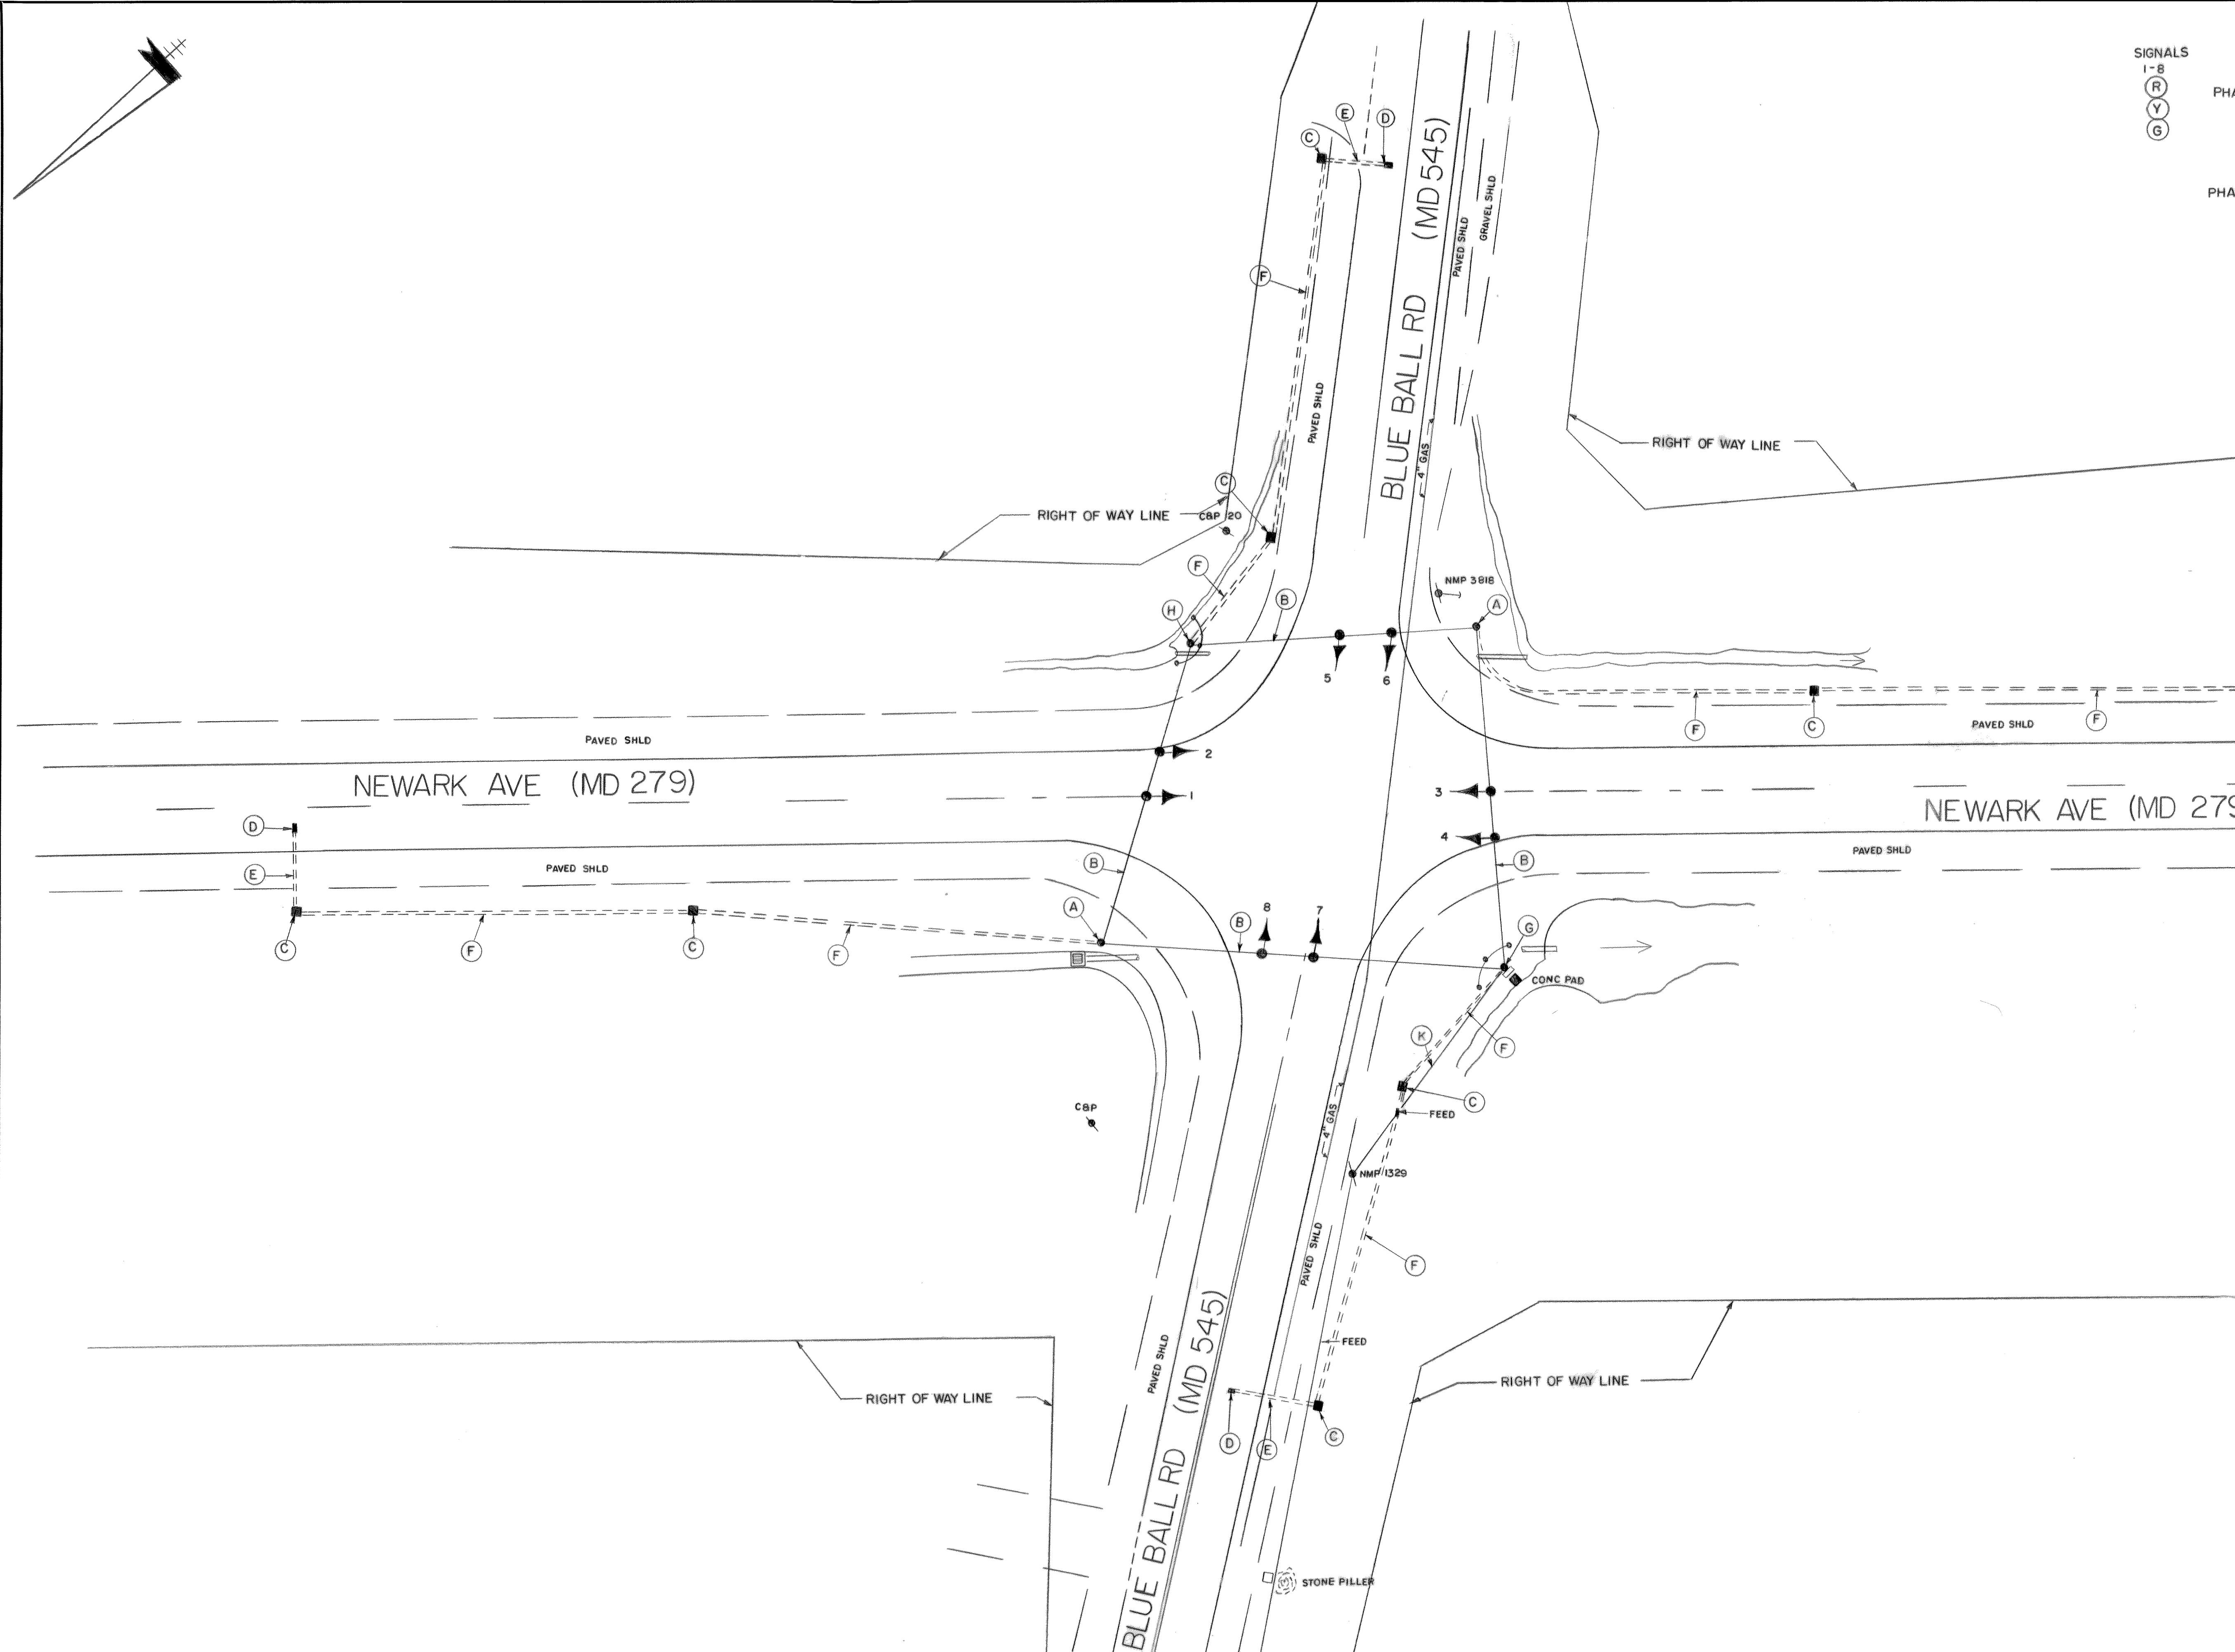 SIGNALS
1-8
R
Y
G
PHA
PHA
E
D
C
BLUE BALL RD (MD 545)
PAVED SHLD
GRAVEL SHLD
F
PAVED SHLD
4" GAS
RIGHT OF WAY LINE
C
RIGHT OF WAY LINE
C&P 120
F
NMP 3818
H
B
A
5
6
F
C
F
PAVED SHLD
PAVED SHLD
2
NEWARK AVE (MD 279)
1
3
NEWARK AVE (MD 279
D
4
PAVED SHLD
B
B
E
PAVED SHLD
A
8
7
B
G
C
F
C
F
CONC PAD
K
F
C
C&P
FEED
4" GAS
NMP 1329
PAVED SHLD
F
PAVED SHLD
FEED
RIGHT OF WAY LINE
RIGHT OF WAY LINE
D
E
C
BLUE BALL RD (MD 545)
STONE PILLER